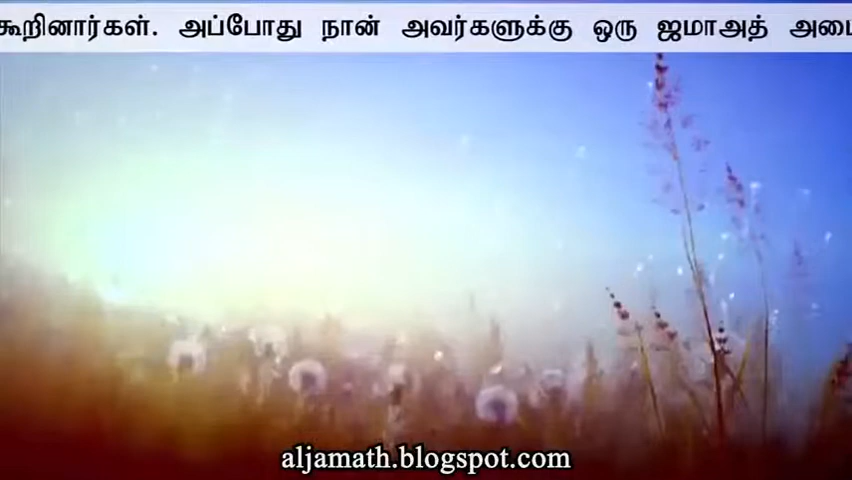 கூறினார்கள். அப்போது நான் அவர்களுக்கு ஒரு ஜமாஅத்
aljamath.blogspot.com